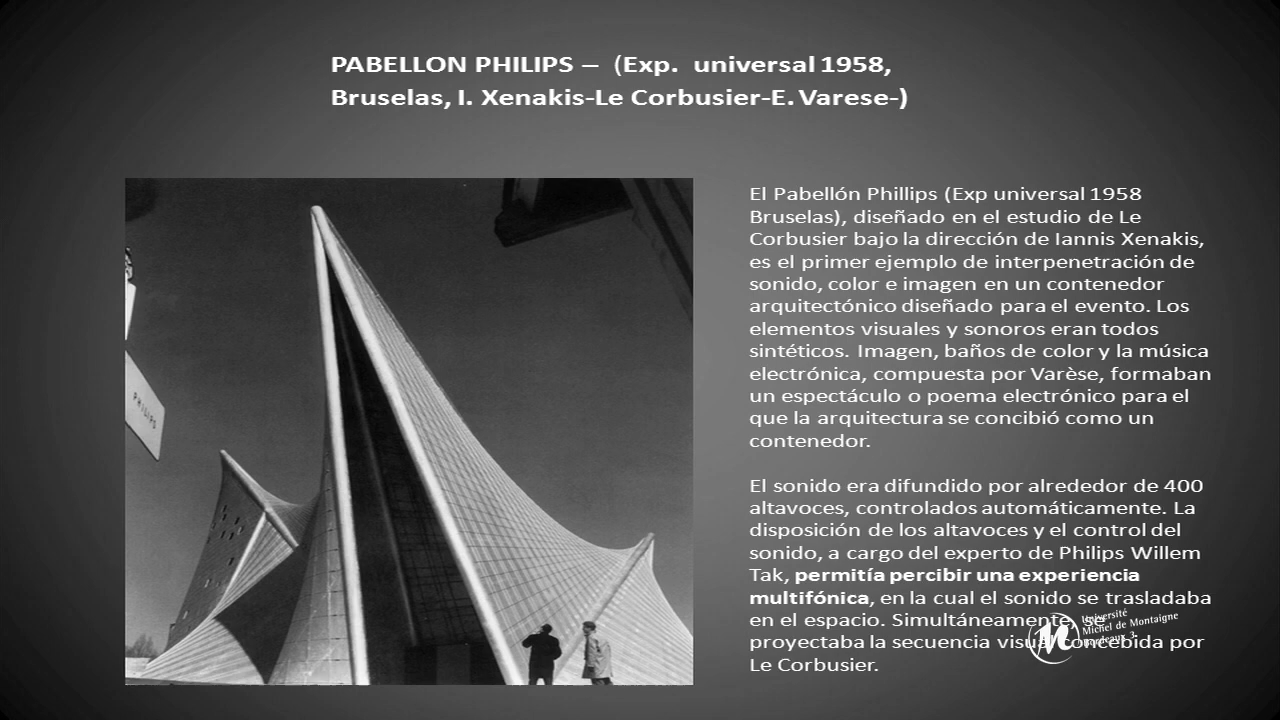 PABELLON PHILIPS – (Exp. universal 1958,
Bruselas, I. Xenakis-Le Corbusier-E. Varese-)
PHILIPS
El Pabellón Phillips (Exp universal 1958
Bruselas), diseñado en el estudio de Le
Corbusier bajo la dirección de Iannis Xenakis,
es el primer ejemplo de interpenetración de
sonido, color e imagen en un contenedor
arquitectónico diseñado para el evento. Los
elementos visuales y sonoros eran todos
sintéticos. Imagen, baños de color y la música
electrónica, compuesta por Varèse, formaban
un espectáculo o poema electrónico para el
que la arquitectura se concibió como un
contenedor.
El sonido era difundido por alrededor de 400
altavoces, controlados automáticamente. La
disposición de los altavoces y el control del
sonido, a cargo del experto de Philips Willem
Tak, permitía percibir una experiencia
multifónica, en la cual el sonido se trasladaba
en el espacio. Simultáneamente, se
proyectaba la secuencia visual concebida por
Le Corbusier.
Université
Michel de Montaigne
Bordeaux 3